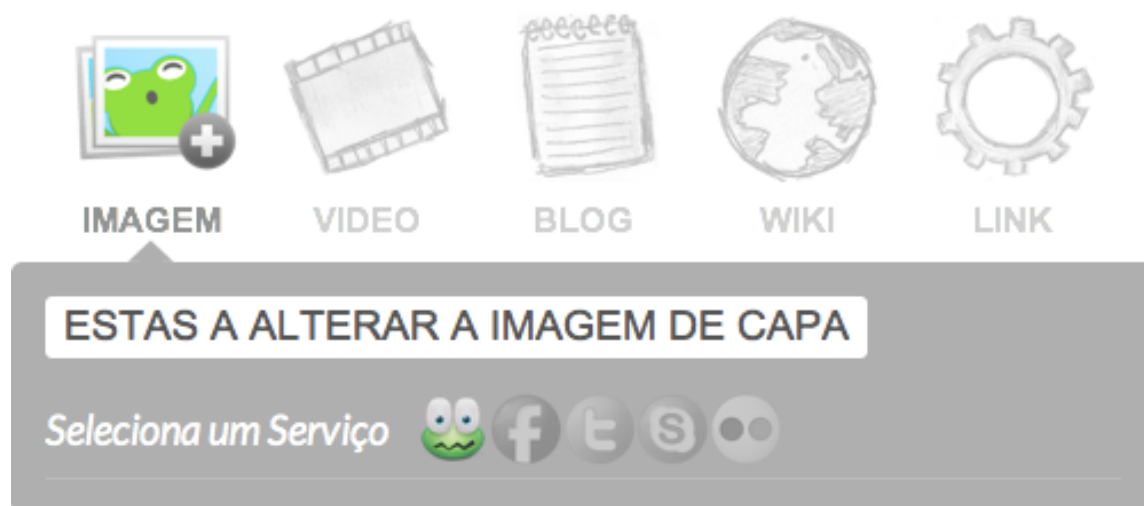 IMAGEM VIDEO BLOG WIKI LINK
ESTAS A ALTERAR A IMAGEM DE CAPA
Seleciona um Serviço